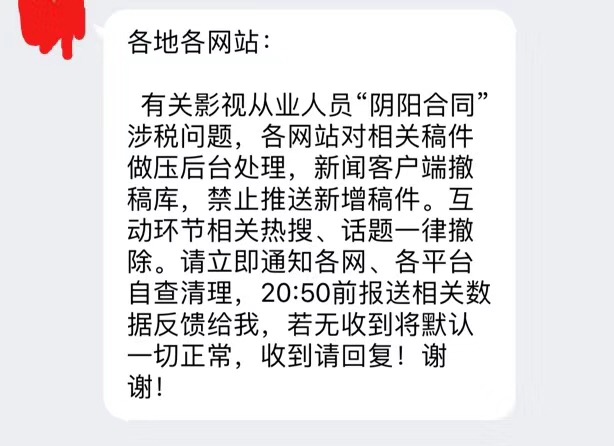 各地各网站：
有关影视从业人员“阴阳合同”
涉税问题，各网站对相关稿件
做压后台处理，新闻客户端撤
稿库，禁止推送新增稿件。互
动环节相关热搜、话题一律撤
除。请立即通知各网、各平台
自查清理，20:50前报送相关数
据反馈给我，若无收到将默认
一切正常，收到请回复！谢
谢！